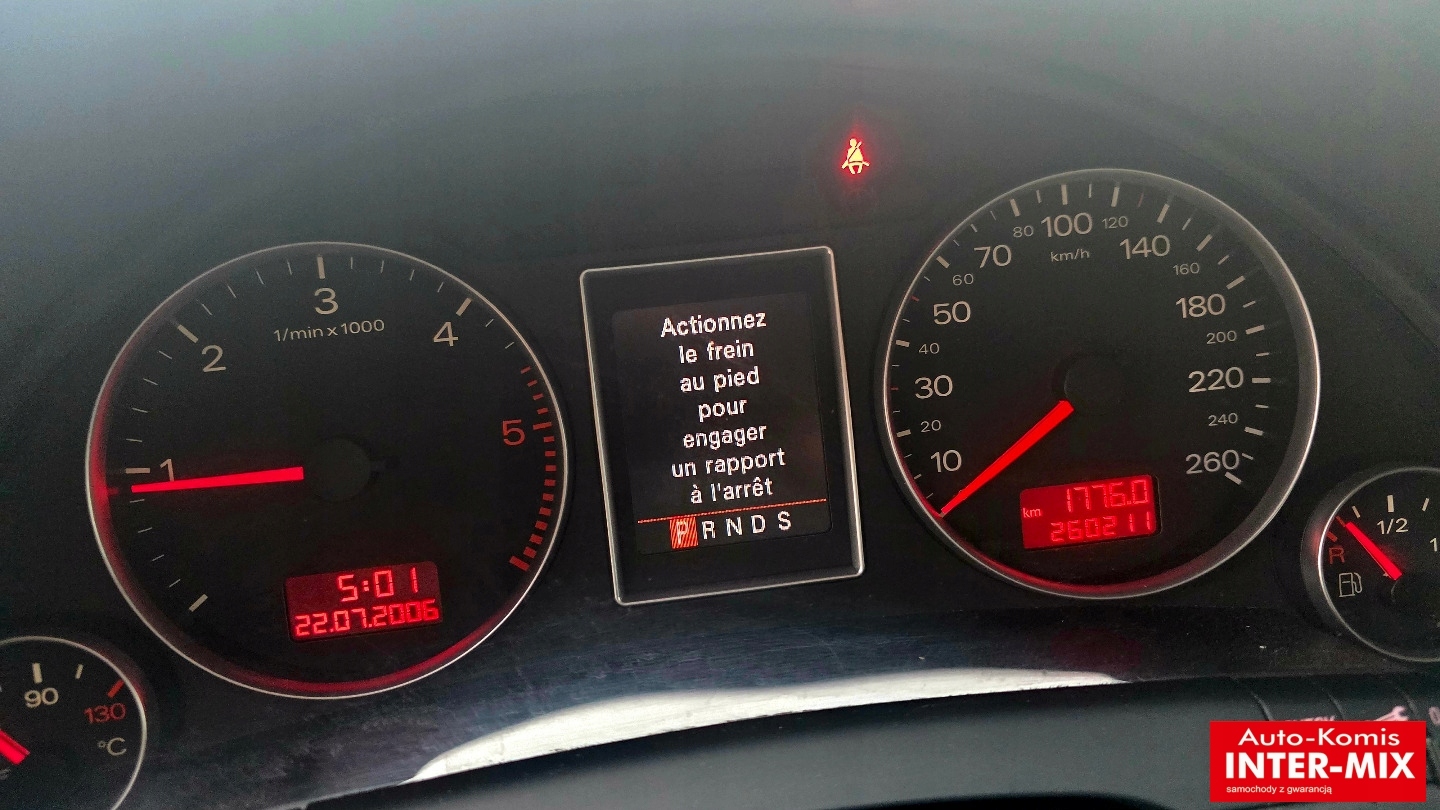 1
2
3
4
5
1/min x 1000
5:01
22.07.2006
90
130
°C
Actionnez
le frein
au pied
pour
engager
un rapport
à l'arrêt
P R N D S
10
20
30
40
50
60
70
80
100
120
140
160
180
200
220
240
260
km/h
km
1776.0
260211
R
1/2
1
Auto-Komis
INTER-MIX
samochody z gwarancją